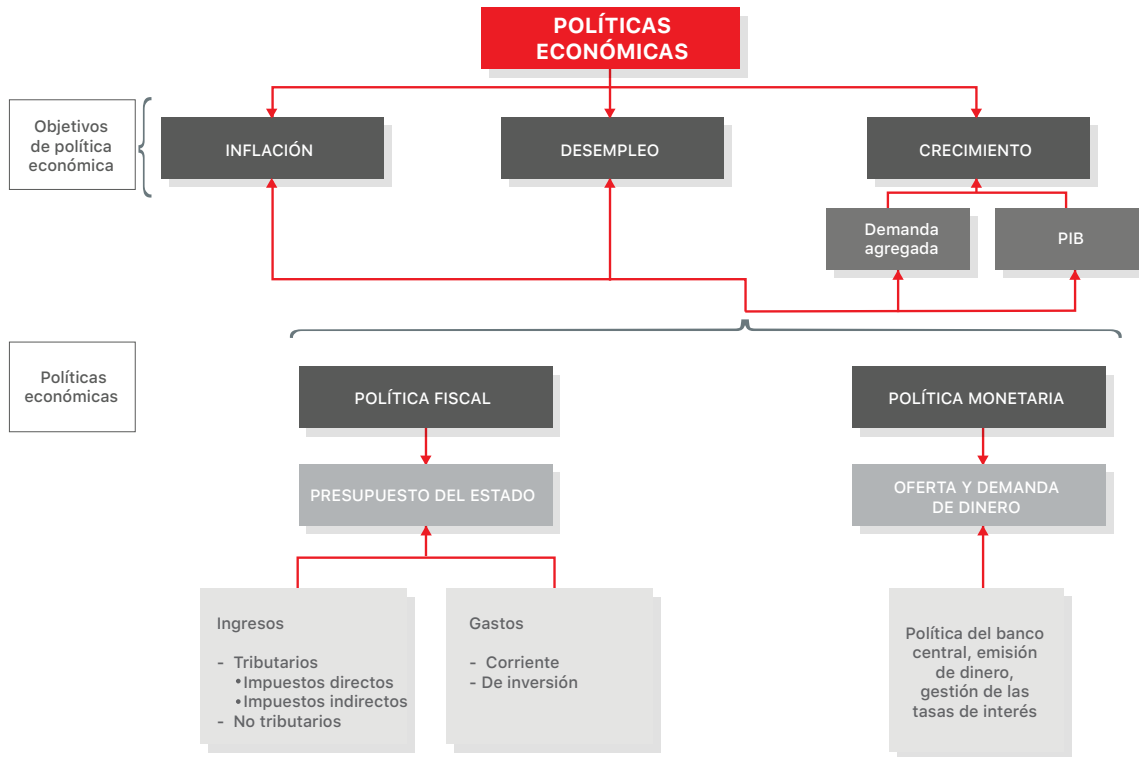 POLÍTICAS
ECONÓMICAS
Objetivos
de política
económica
INFLACIÓN
DESEMPLEO
CRECIMIENTO
Demanda
agregada
PIB
Políticas
económicas
POLÍTICA FISCAL
POLÍTICA MONETARIA
PRESUPUESTO DEL ESTADO
OFERTA Y DEMANDA
DE DINERO
Ingresos
- Tributarios
•Impuestos directos
•Impuestos indirectos
- No tributarios
Gastos
- Corriente
- De inversión
Política del banco
central, emisión
de dinero,
gestión de las
tasas de interés